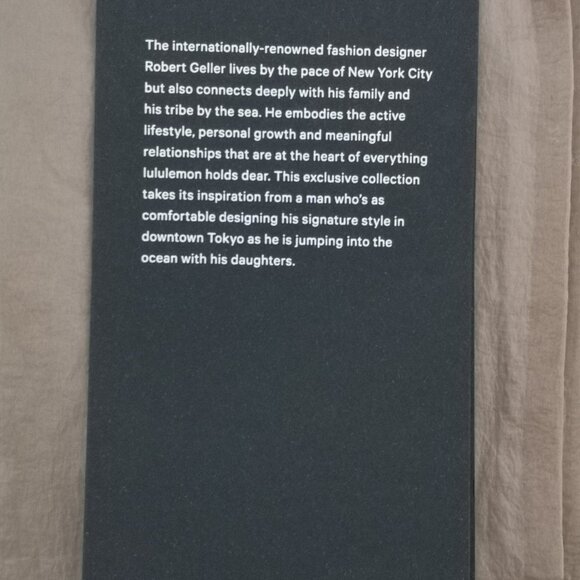 The internationally-renowned fashion designer
Robert Geller lives by the pace of New York City
but also connects deeply with his family and
his tribe by the sea. He embodies the active
lifestyle, personal growth and meaningful
relationships that are at the heart of everything
lululemon holds dear. This exclusive collection
takes its inspiration from a man who's as
comfortable designing his signature style in
downtown Tokyo as he is jumping into the
ocean with his daughters.